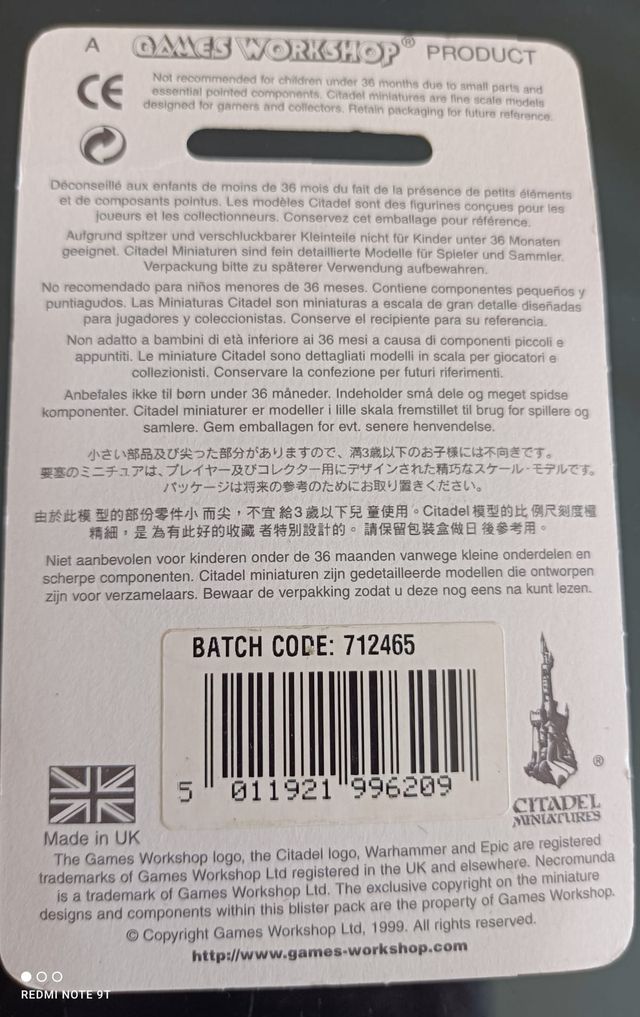 A GAMES WORKSHOP® PRODUCT
CE
Not recommended for children under 36 months due to small parts and
essential pointed components. Citadel miniatures are fine scale models
designed for gamers and collectors. Retain packaging for future reference.
Déconseillé aux enfants de moins de 36 mois du fait de la présence de petits éléments
et de composants pointus. Les modèles Citadel sont des figurines conçues pour les
joueurs et les collectionneurs. Conservez cet emballage pour référence.
Aufgrund spitzer und verschluckbarer Kleinteile nicht für Kinder unter 36 Monaten
geeignet. Citadel Miniaturen sind fein detaillierte Modelle für Spieler und Sammler.
Verpackung bitte zu späterer Verwendung aufbewahren.
No recomendado para niños menores de 36 meses. Contiene componentes pequeños y
puntiagudos. Las Miniaturas Citadel son miniaturas a escala de gran detalle diseñadas
para jugadores y coleccionistas. Conserve el recipiente para su referencia.
Non adatto a bambini di età inferiore ai 36 mesi a causa di componenti piccoli e
appuntiti. Le miniature Citadel sono dettagliati modelli in scala per giocatori e
collezionisti. Conservare la confezione per futuri riferimenti.
Anbefales ikke til børn under 36 måneder. Indeholder små dele og meget spidse
komponenter. Citadel miniaturer er modeller i lille skala fremstillet til brug for spillere og
samlere. Gem emballagen for evt. senere henvendelse.
小さい部品及び尖った部分がありますので、満3歳以下のお子様には不向きです。
要塞のミニチュアは、プレイヤー及びコレクター用にデザインされた精巧なスケール・モデルです。
パッケージは将来の参考のためにお取り置きください。
由於此模 型的部份零件小 而尖，不宜 給3歲以下兒 童使用。Citadel 模型的比 例尺刻度極
精細，是 為有此好的收藏 者特別設計的。 請保留包裝盒做日 後參考用。
Niet aanbevolen voor kinderen onder de 36 maanden vanwege kleine onderdelen en
scherpe componenten. Citadel miniaturen zijn gedetailleerde modellen die ontworpen
zijn voor verzamelaars. Bewaar de verpakking zodat u deze nog eens na kunt lezen.
BATCH CODE: 712465
5 011921 996209
®
CITADEL
MINIATURES
Made in UK
The Games Workshop logo, the Citadel logo, Warhammer and Epic are registered
trademarks of Games Workshop Ltd registered in the UK and elsewhere. Necromunda
is a trademark of Games Workshop Ltd. The exclusive copyright on the miniature
designs and components within this blister pack are the property of Games Workshop.
© Copyright Games Workshop Ltd, 1999. All rights reserved.
http://www.games-workshop.com
REDMI NOTE 9T